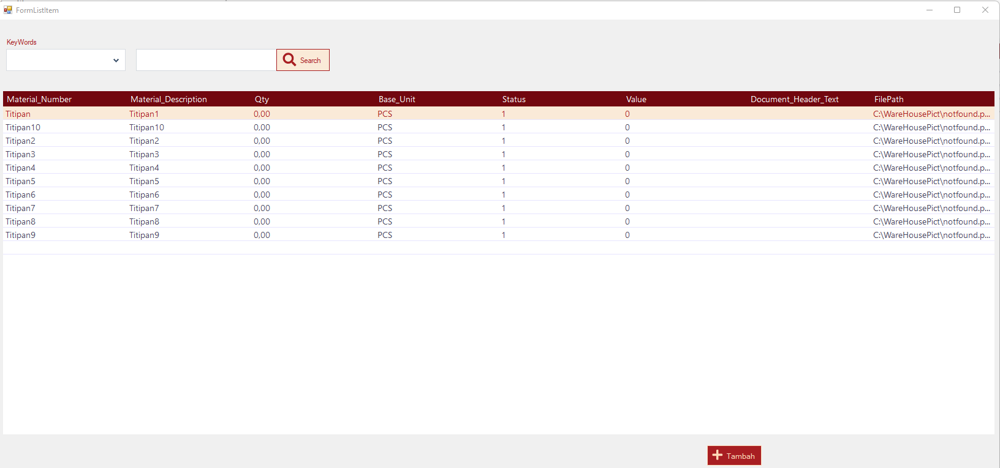 FormListItem
KeyWords
Search
Material_Number Material_Description Qty Base_Unit Status Value Document_Header_Text FilePath
Titipan Titipan1 0,00 PCS 1 0 C:\WareHousePict\notfound.p...
Titipan10 Titipan10 0,00 PCS 1 0 C:\WareHousePict\notfound.p...
Titipan2 Titipan2 0,00 PCS 1 0 C:\WareHousePict\notfound.p...
Titipan3 Titipan3 0,00 PCS 1 0 C:\WareHousePict\notfound.p...
Titipan4 Titipan4 0,00 PCS 1 0 C:\WareHousePict\notfound.p...
Titipan5 Titipan5 0,00 PCS 1 0 C:\WareHousePict\notfound.p...
Titipan6 Titipan6 0,00 PCS 1 0 C:\WareHousePict\notfound.p...
Titipan7 Titipan7 0,00 PCS 1 0 C:\WareHousePict\notfound.p...
Titipan8 Titipan8 0,00 PCS 1 0 C:\WareHousePict\notfound.p...
Titipan9 Titipan9 0,00 PCS 1 0 C:\WareHousePict\notfound.p...
Tambah